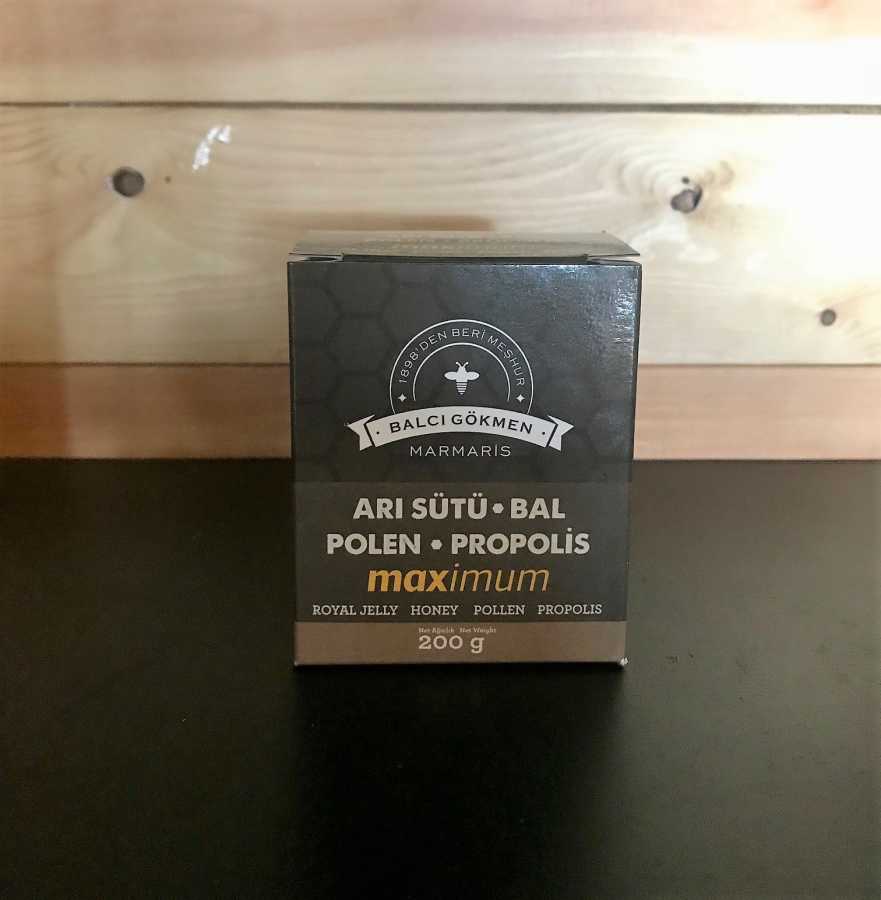 1898'DEN BERİ MEŞHUR
BALCI GÖKMEN
MARMARİS
ARI SÜTÜ • BAL
POLEN • PROPOLİS
maximum
ROYAL JELLY HONEY POLLEN PROPOLIS
Net Ağırlık Net Weight
200 g